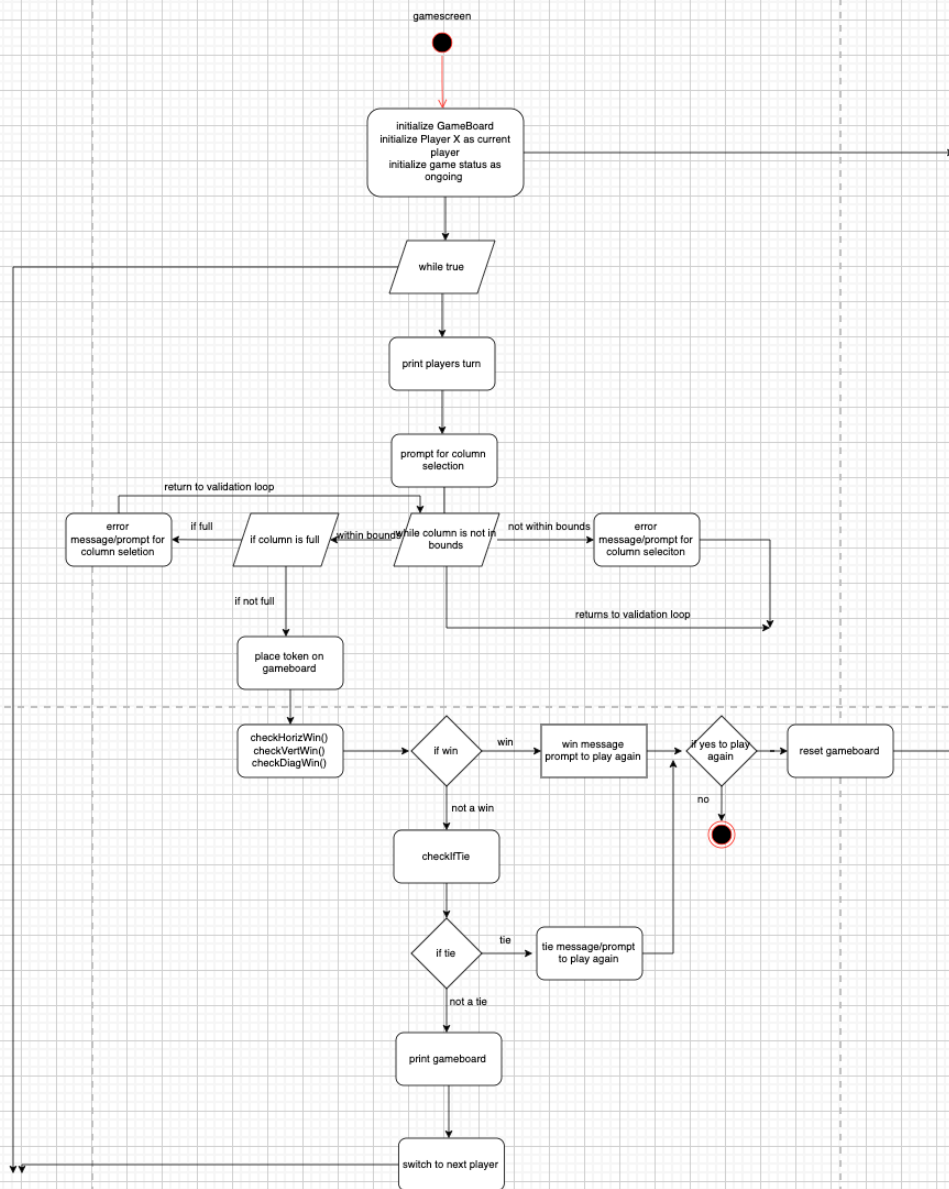 gamescreen
initialize GameBoard
initialize Player X as current
player
initialize game status as
ongoing
while true
print players turn
prompt for column
selection
return to validation loop
error
message/prompt for
column seletion
if full
if column is full
within bounds
while column is not in
bounds
not within bounds
error
message/prompt for
column seleciton
if not full
returns to validation loop
place token on
gameboard
checkHorizWin()
checkVertWin()
checkDiagWin()
if win
win
win message
prompt to play again
if yes to play
again
reset gameboard
no
not a win
checkIfTie
if tie
tie
tie message/prompt
to play again
not a tie
print gameboard
switch to next player